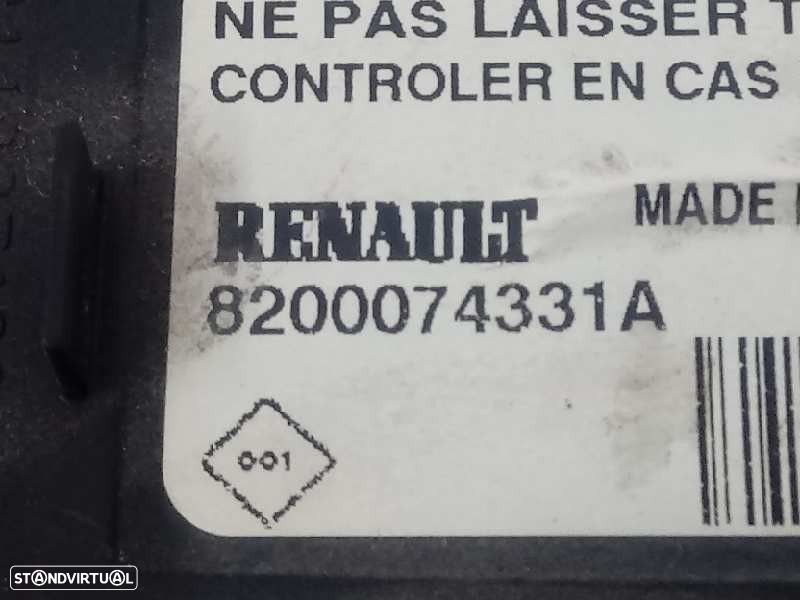 NE PAS LAISSER
CONTROLER EN CAS
RENAULT
MADE
8200074331A
001
STANDVIRTUAL